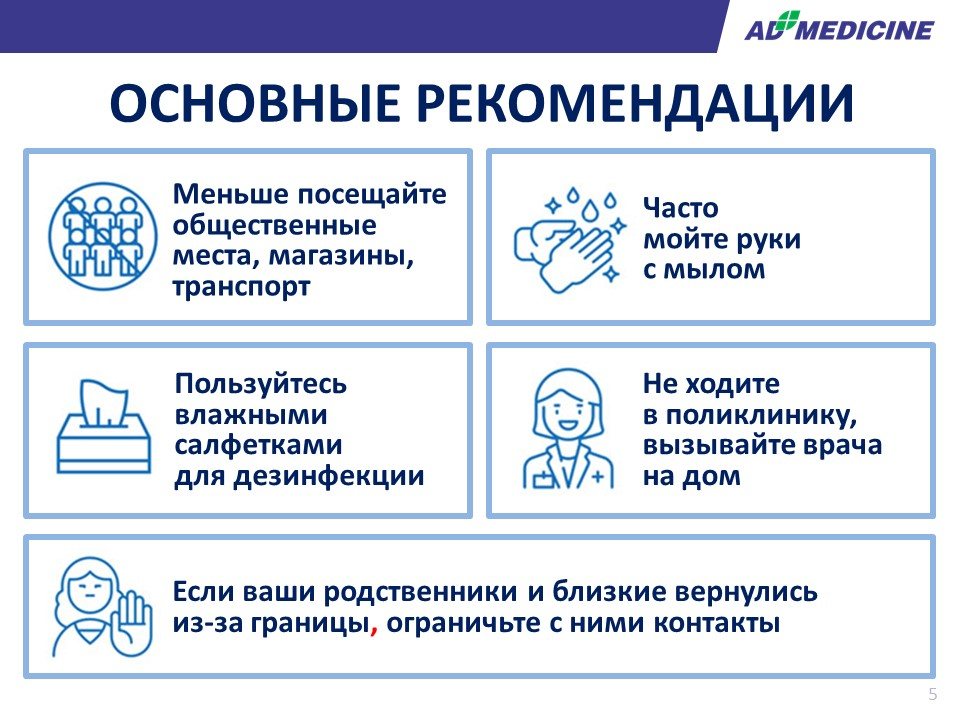 AD MEDICINE
ОСНОВНЫЕ РЕКОМЕНДАЦИИ
Меньше посещайте
общественные
места, магазины,
транспорт
Часто
мойте руки
с мылом
Пользуйтесь
влажными
салфетками
для дезинфекции
Не ходите
в поликлинику,
вызывайте врача
на дом
Если ваши родственники и близкие вернулись
из-за границы, ограничьте с ними контакты
5